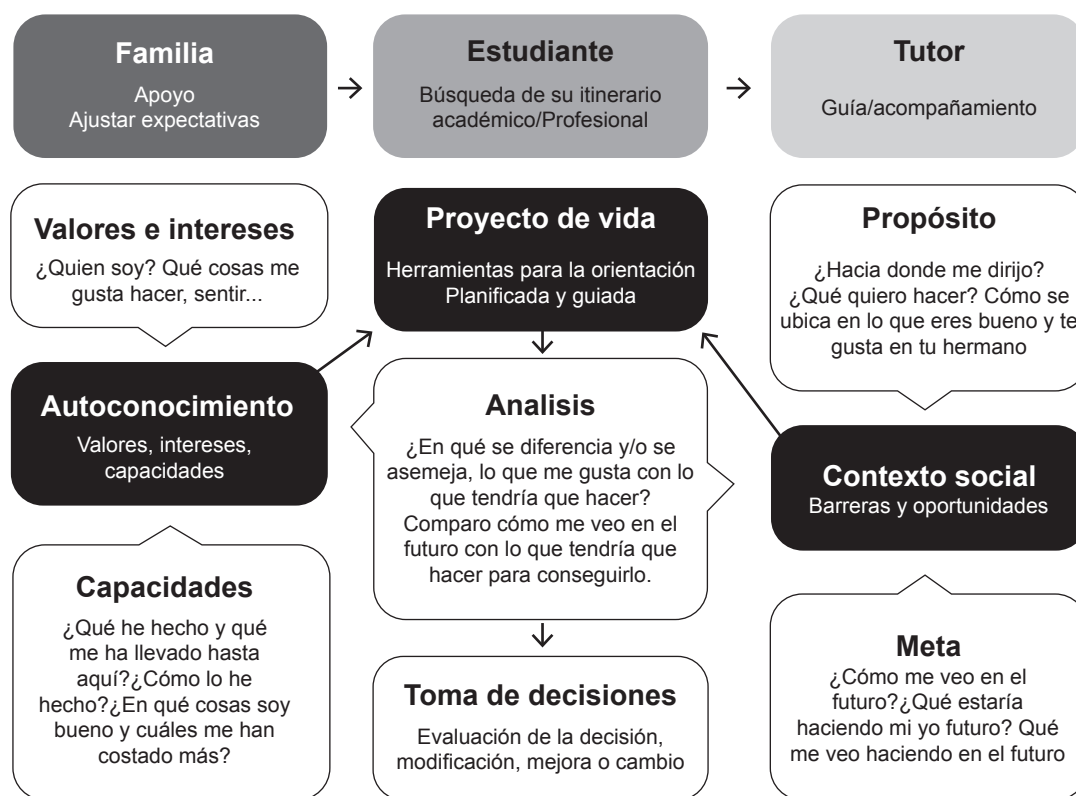 Familia
Apoyo
Ajustar expectativas
Estudiante
Búsqueda de su itinerario
académico/Profesional
Tutor
Guía/acompañamiento
Valores e intereses
¿Quien soy? Qué cosas me
gusta hacer, sentir...
Proyecto de vida
Herramientas para la orientación
Planificada y guiada
Propósito
¿Hacia donde me dirijo?
¿Qué quiero hacer? Cómo se
ubica en lo que eres bueno y te
gusta en tu hermano
Autoconocimiento
Valores, intereses,
capacidades
Analisis
¿En qué se diferencia y/o se
asemeja, lo que me gusta con lo
que tendría que hacer?
Comparo cómo me veo en el
futuro con lo que tendría que
hacer para conseguirlo.
Contexto social
Barreras y oportunidades
Capacidades
¿Qué he hecho y qué
me ha llevado hasta
aquí?¿Cómo lo he
hecho?¿En qué cosas soy
bueno y cuáles me han
costado más?
Toma de decisiones
Evaluación de la decisión,
modificación, mejora o cambio
Meta
¿Cómo me veo en el
futuro?¿Qué estaría
haciendo mi yo futuro? Qué
me veo haciendo en el futuro